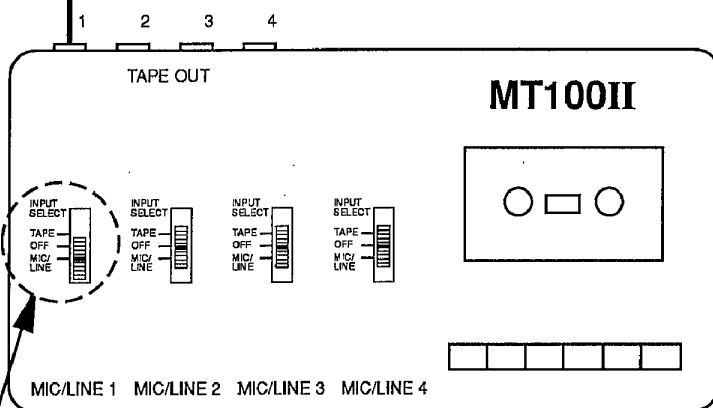 1 2 3 4
TAPE OUT
MT100II
INPUT
SELECT
TAPE
OFF
MIC/
LINE
INPUT
SELECT
TAPE
OFF
MIC/
LINE
INPUT
SELECT
TAPE
OFF
MIC/
LINE
INPUT
SELECT
TAPE
OFF
MIC/
LINE
MIC/LINE 1 MIC/LINE 2 MIC/LINE 3 MIC/LINE 4